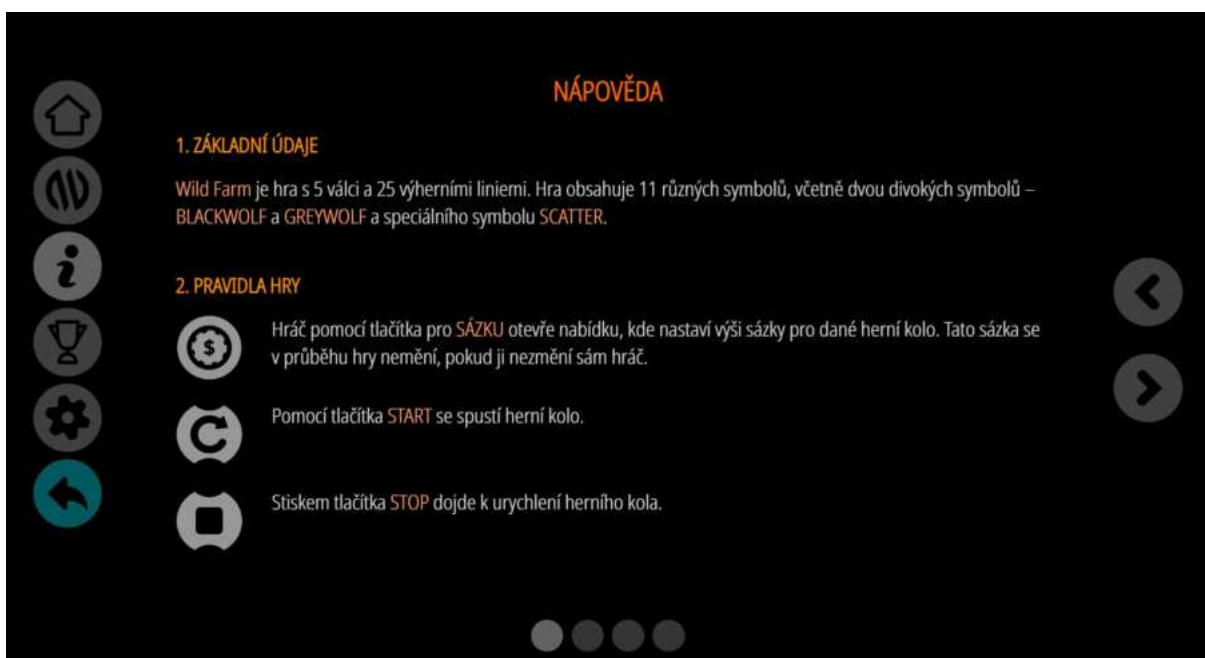 NÁPOVĚDA
1. ZÁKLADNÍ ÚDAJE
Wild Farm je hra s 5 válci a 25 výherními liniemi. Hra obsahuje 11 různých symbolů, včetně dvou divokých symbolů –
BLACKWOLF a GREYWOLF a speciálního symbolu SCATTER.
2. PRAVIDLA HRY
Hráč pomocí tlačítka pro SÁZKU otevře nabídku, kde nastaví výši sázky pro dané herní kolo. Tato sázka se
v průběhu hry nemění, pokud ji nezmění sám hráč.
Pomocí tlačítka START se spustí herní kolo.
Stiskem tlačítka STOP dojde k urychlení herního kola.